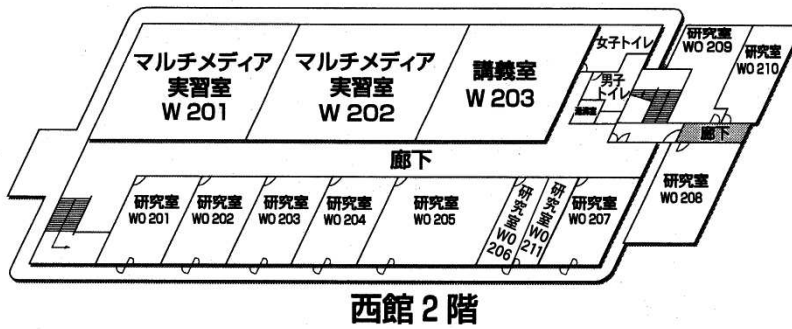 マルチメディア
実習室
W 201
マルチメディア
実習室
W 202
講義室
W 203
女子トイレ
男子
トイレ
研究室
WO 209
研究室
WO 210
廊下
廊下
研究室
WO 201
研究室
WO 202
研究室
WO 203
研究室
WO 204
研究室
WO 205
研究室 WO
206
研究室 WO
211
研究室
WO 207
研究室
WO 208
西館 2 階